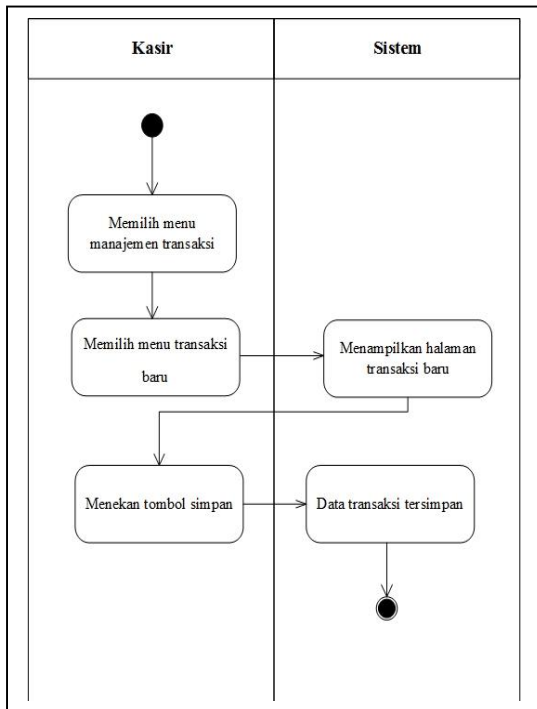 Kasir
Sistem
Memilih menu
manajemen transaksi
Memilih menu transaksi
baru
Menampilkan halaman
transaksi baru
Menekan tombol simpan
Data transaksi tersimpan